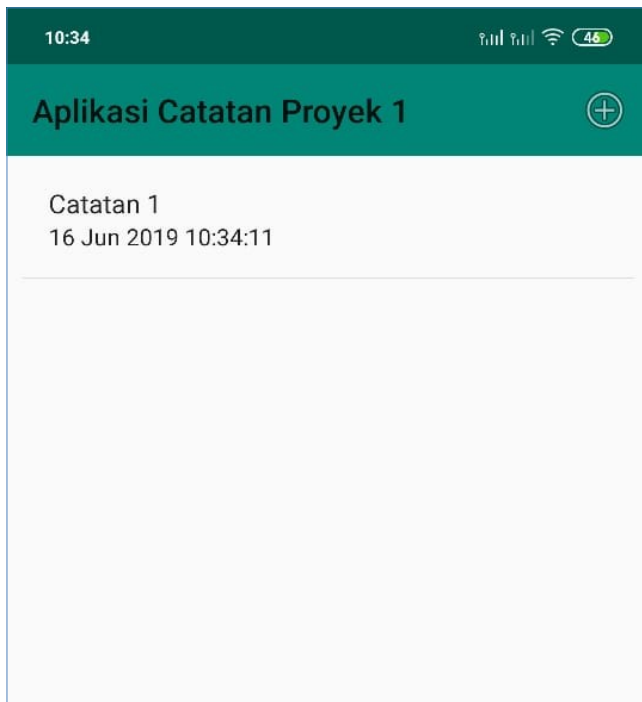 10:34
46
Aplikasi Catatan Proyek 1
Catatan 1
16 Jun 2019 10:34:11